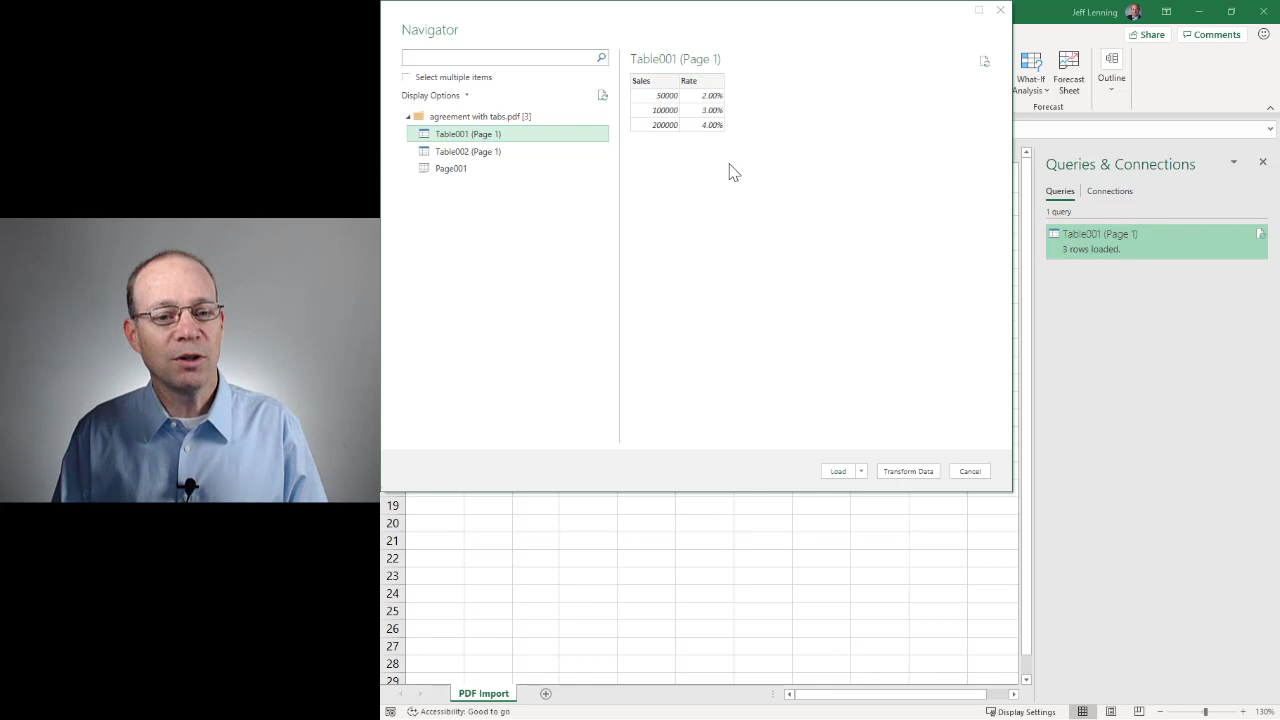 Navigator
Select multiple items
Display Options
agreement with tabs.pdf [3]
Table001 (Page 1)
Table002 (Page 1)
Page001
Table001 (Page 1)
Sales Rate
50000 2.00%
100000 3.00%
200000 4.00%
Load
Transform Data
Cancel
Jeff Lenning
Share
Comments
What-If
Analysis
Forecast
Sheet
Outline
Forecast
Queries & Connections
Queries
Connections
1 query
Table001 (Page 1)
3 rows loaded.
19
20
21
22
23
24
25
26
27
28
29
PDF Import
Accessibility: Good to go
Display Settings
130%